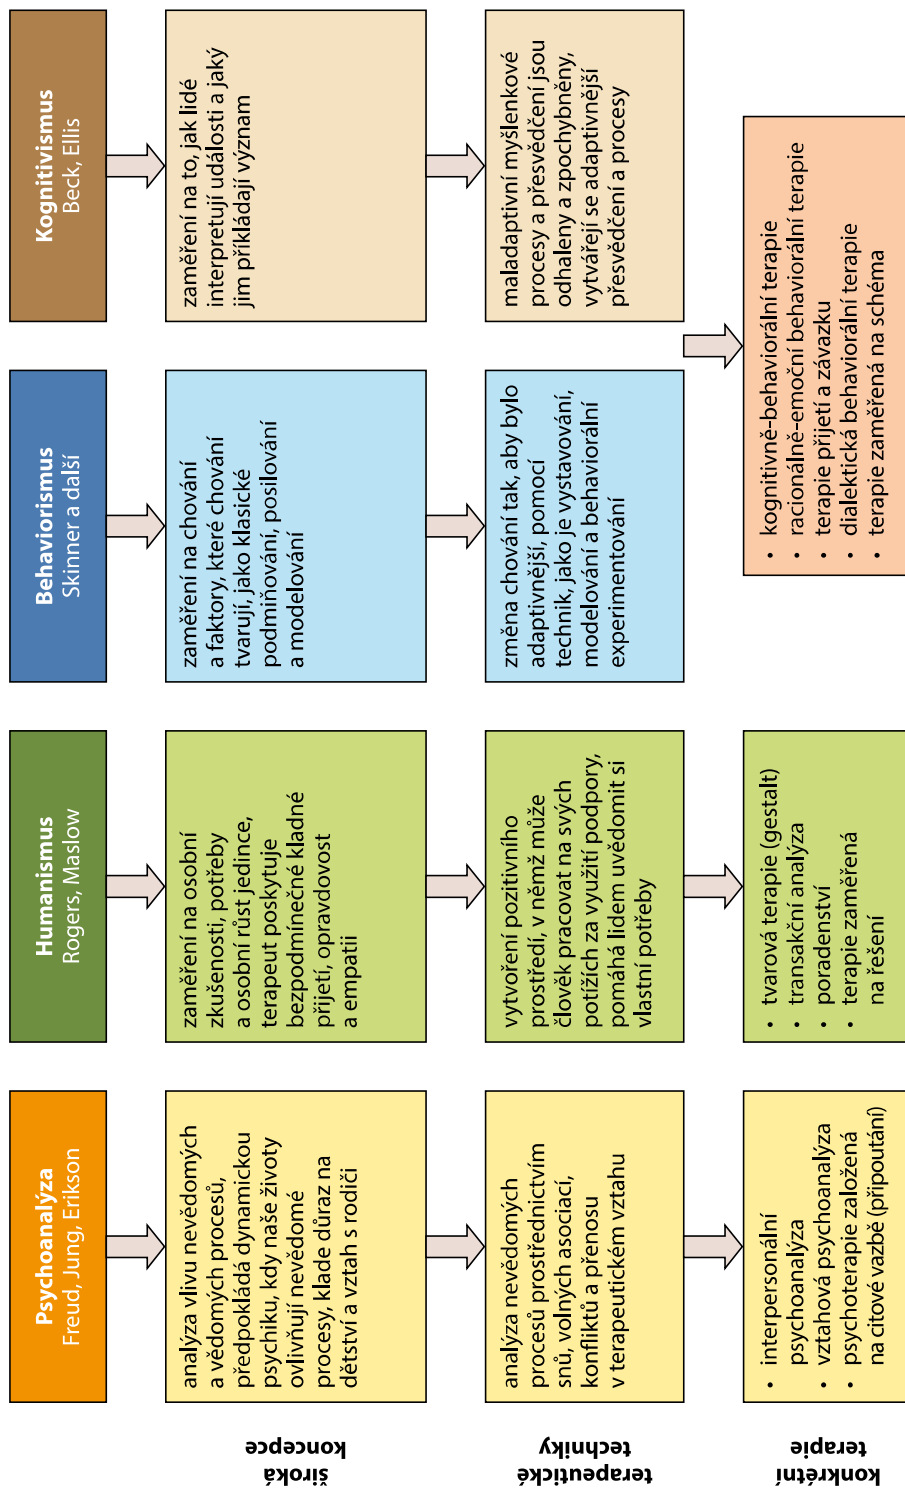 Psychoanalýza
Freud, Jung, Erikson
Humanismus
Rogers, Maslow
Behaviorismus
Skinner a další
Kognitivismus
Beck, Ellis
široká
koncepce
analýza vlivu nevědomých
a vědomých procesů,
předpokládá dynamickou
psychiku, kdy naše životy
ovlivňují nevědomé
procesy, klade důraz na
dětství a vztah s rodiči
zaměření na osobní
zkušenosti, potřeby
a osobní růst jedince,
terapeut poskytuje
bezpodmínečné kladné
přijetí, opravdovost
a empatii
zaměření na chování
a faktory, které chování
tvarují, jako klasické
podmiňování, posilování
a modelování
zaměření na to, jak lidé
interpretují události a jaký
jim přikládají význam
terapeutické
techniky
analýza nevědomých
procesů prostřednictvím
snů, volných asociací,
konfliktů a přenosu
v terapeutickém vztahu
vytvoření pozitivního
prostředí, v němž může
člověk pracovat na svých
potížích za využití podpory,
pomáhá lidem uvědomit si
vlastní potřeby
změna chování tak, aby bylo
adaptivnější, pomocí
technik, jako je vystavování,
modelování a behaviorální
experimentování
maladaptivní myšlenkové
procesy a přesvědčení jsou
odhaleny a zpochybněny,
vytvářejí se adaptivnější
přesvědčení a procesy
konkrétní
terapie
• interpersonální
psychoanalýza
• vztahová psychoanalýza
• psychoterapie založená
na citové vazbě (připoutání)
• tvarová terapie (gestalt)
• transakční analýza
• poradenství
• terapie zaměřená
na řešení
• kognitivně-behaviorální terapie
• racionálně-emoční behaviorální terapie
• terapie přijetí a závazku
• dialektická behaviorální terapie
• terapie zaměřená na schéma